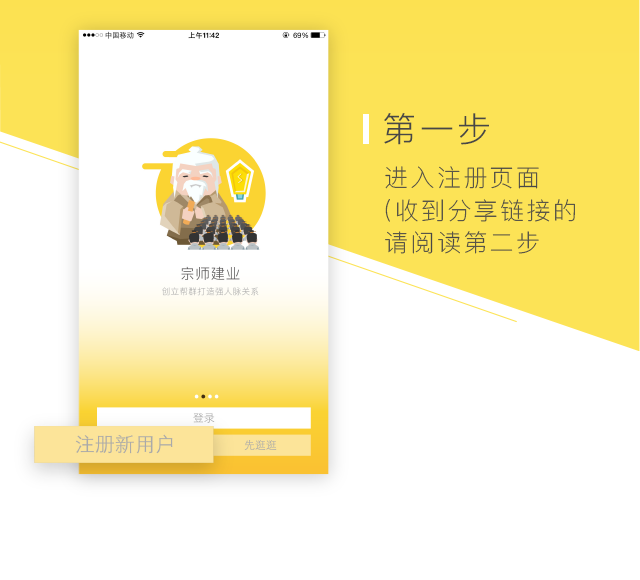 中国移动 上午11:42 69%
第一步
进入注册页面
(收到分享链接的
请阅读第二步
宗师建业
创立帮群打造强人脉关系
登录
注册新用户
先逛逛